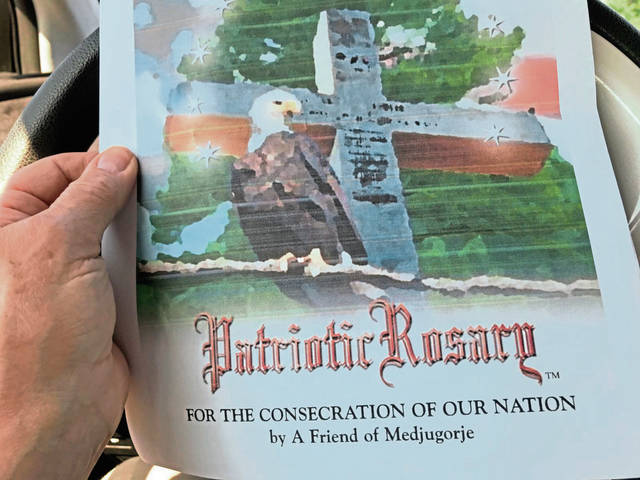 Patriotic Rosary™
FOR THE CONSECRATION OF OUR NATION
by A Friend of Medjugorje